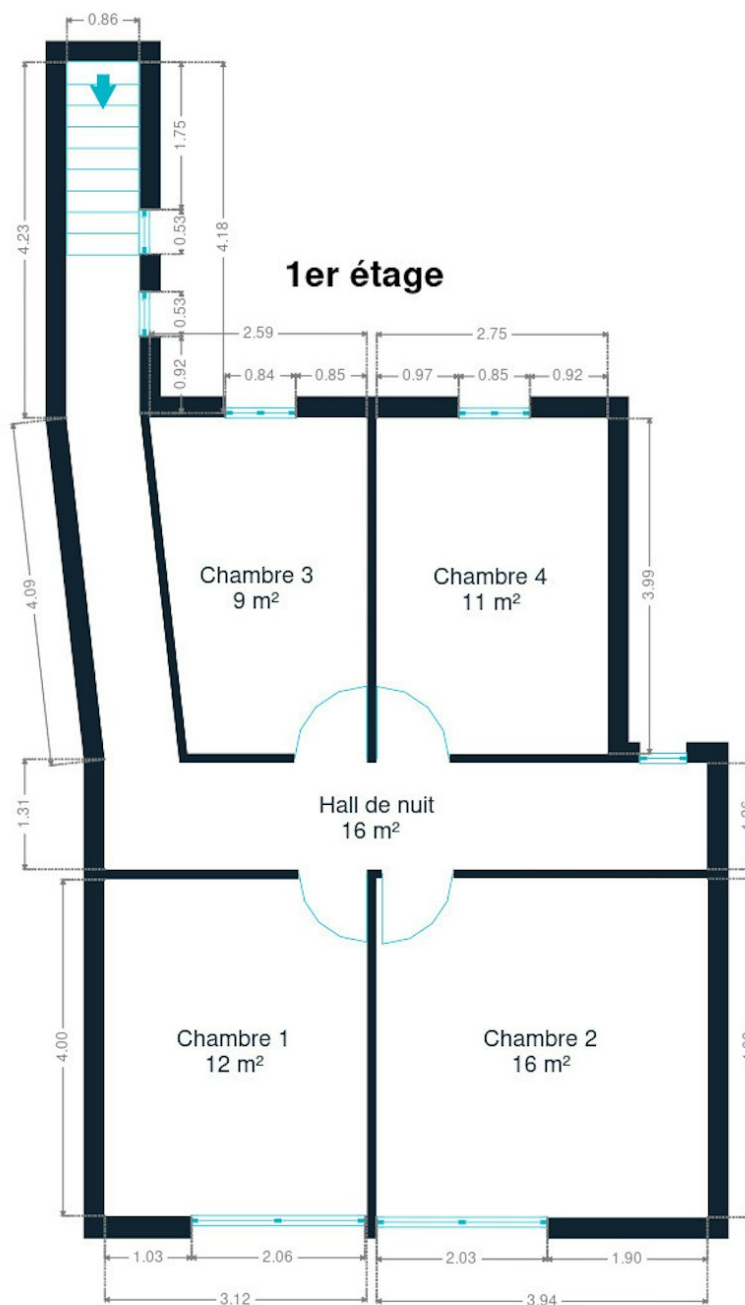 0.86
1.75
4.23
0.53
4.18
1er étage
0.53
2.59
2.75
0.92
0.84
0.85
0.97
0.85
0.92
4.09
Chambre 3
9 m²
Chambre 4
11 m²
3.99
1.31
Hall de nuit
16 m²
4.00
Chambre 1
12 m²
Chambre 2
16 m²
1.03
2.06
2.03
1.90
3.12
3.94